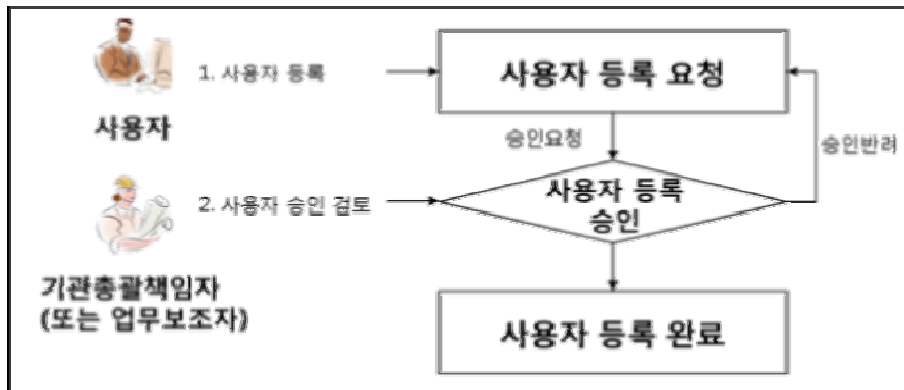 사용자
1. 사용자 등록
사용자 등록 요청
승인요청
승인반려
2. 사용자 승인 검토
사용자 등록
승인
기관총괄책임자
(또는 업무보조자)
사용자 등록 완료